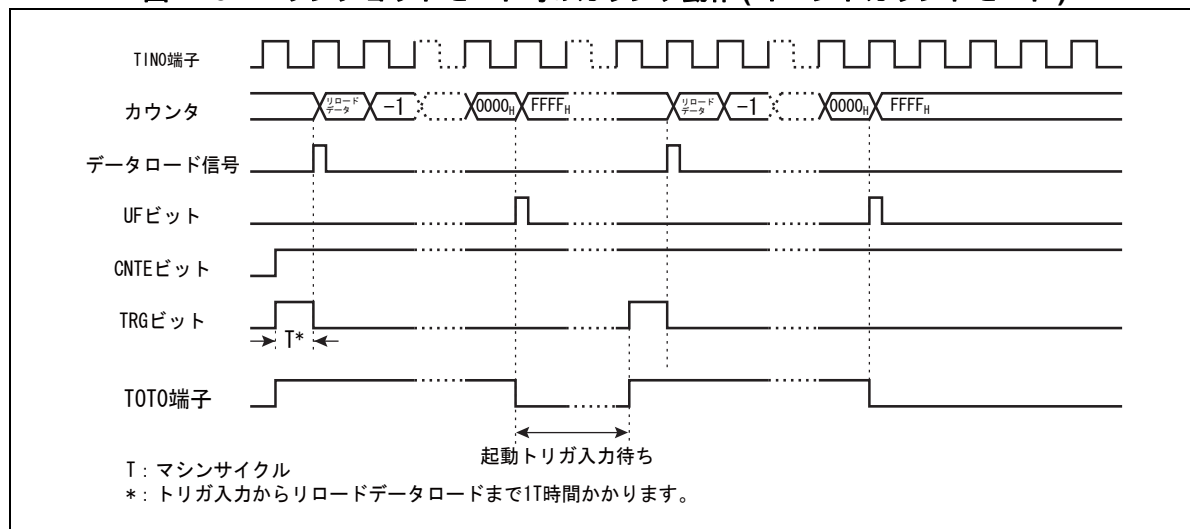 TIN0端子
カウンタ リロードデータ -1 0000H FFFFH リロードデータ -1 0000H FFFFH
データロード信号
UFビット
CNTEビット
TRGビット
T*
TOT0端子
起動トリガ入力待ち
T : マシンサイクル
* : トリガ入力からリロードデータロードまで1T時間かかります。